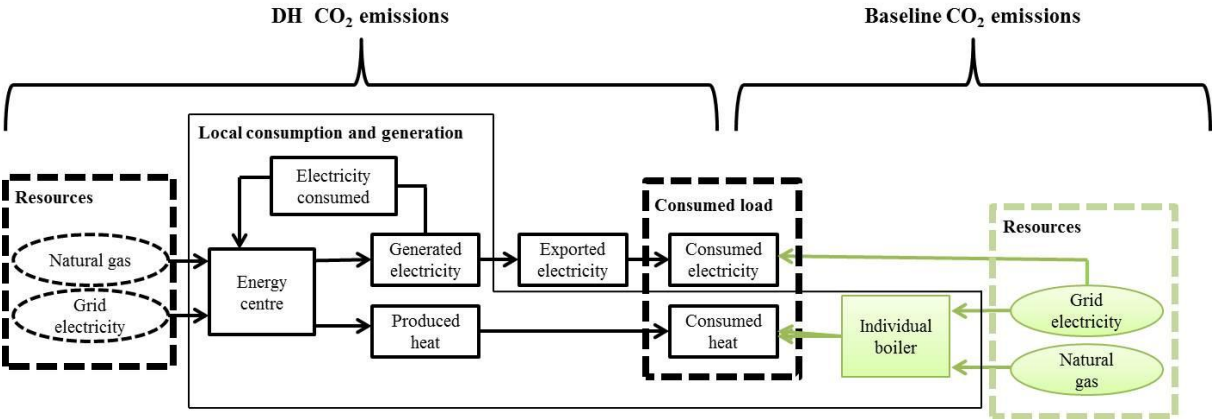 DH CO₂ emissions
Baseline CO₂ emissions
Local consumption and generation
Electricity
consumed
Resources
Natural gas
Grid
electricity
Energy
centre
Generated
electricity
Produced
heat
Exported
electricity
Consumed load
Consumed
electricity
Consumed
heat
Individual
boiler
Resources
Grid
electricity
Natural
gas